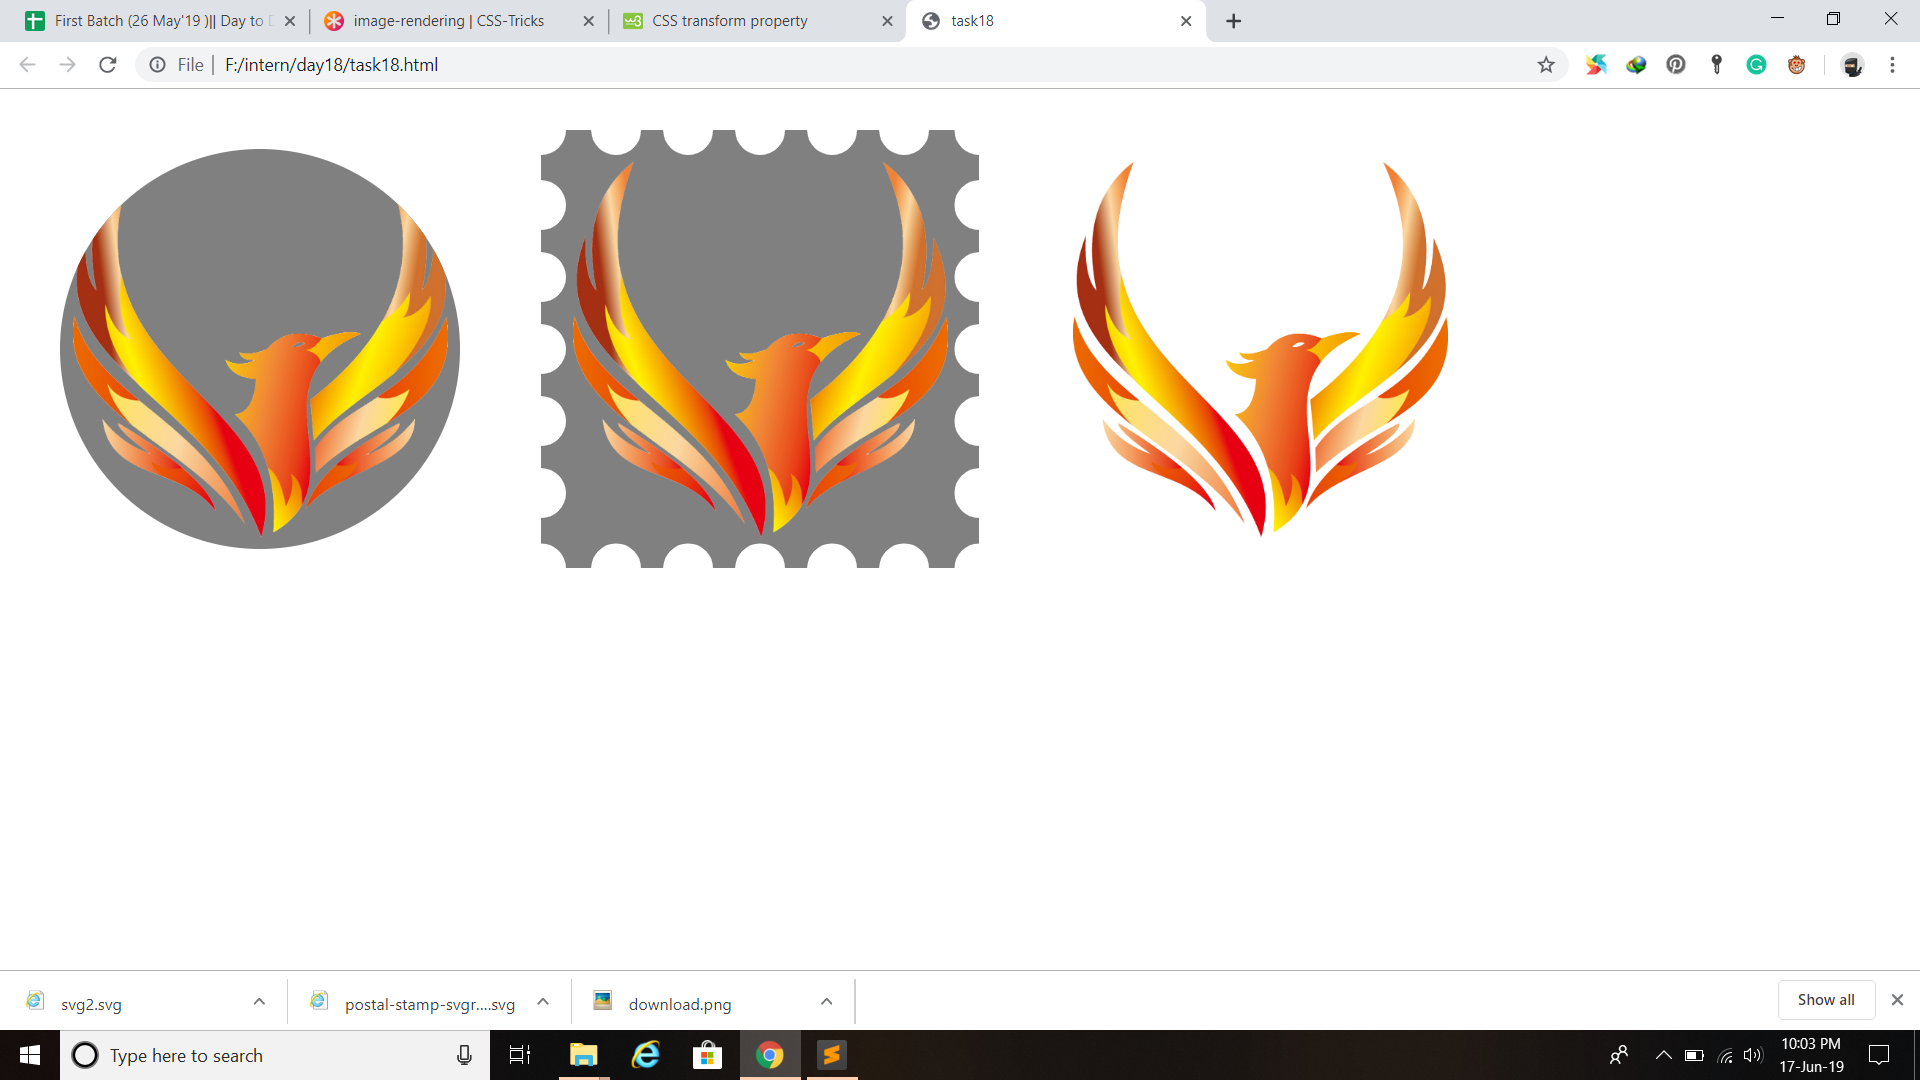 First Batch (26 May'19 )|| Day to D
image-rendering | CSS-Tricks
CSS transform property
task18
File | F:/intern/day18/task18.html
svg2.svg
postal-stamp-svgr....svg
download.png
Show all
Type here to search
10:03 PM
17-Jun-19